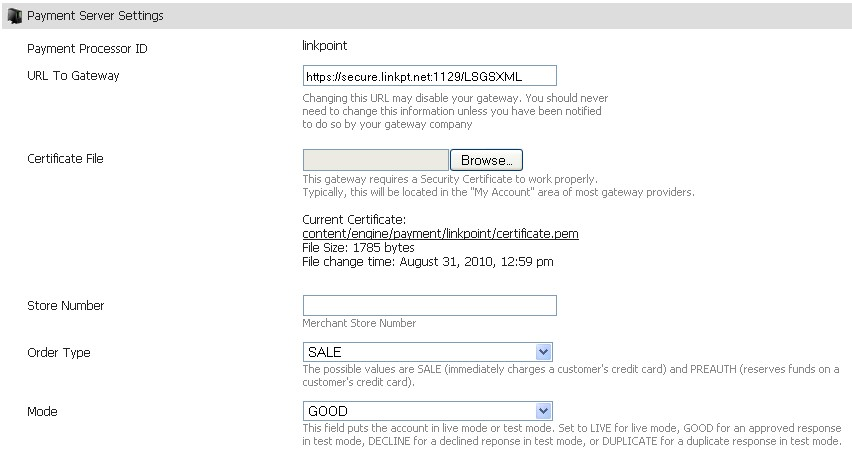 Payment Server Settings
Payment Processor ID
linkpoint
URL To Gateway
https://secure.linkpt.net:1129/LSGSXML
Changing this URL may disable your gateway. You should never
need to change this information unless you have been notified
to do so by your gateway company
Certificate File
Browse...
This gateway requires a Security Certificate to work properly.
Typically, this will be located in the "My Account" area of most gateway providers.
Current Certificate:
content/engine/payment/linkpoint/certificate.pem
File Size: 1785 bytes
File change time: August 31, 2010, 12:59 pm
Store Number
Merchant Store Number
Order Type
SALE
The possible values are SALE (immediately charges a customer's credit card) and PREAUTH (reserves funds on a
customer's credit card).
Mode
GOOD
This field puts the account in live mode or test mode. Set to LIVE for live mode, GOOD for an approved response
in test mode, DECLINE for a declined reponse in test mode, or DUPLICATE for a duplicate response in test mode.